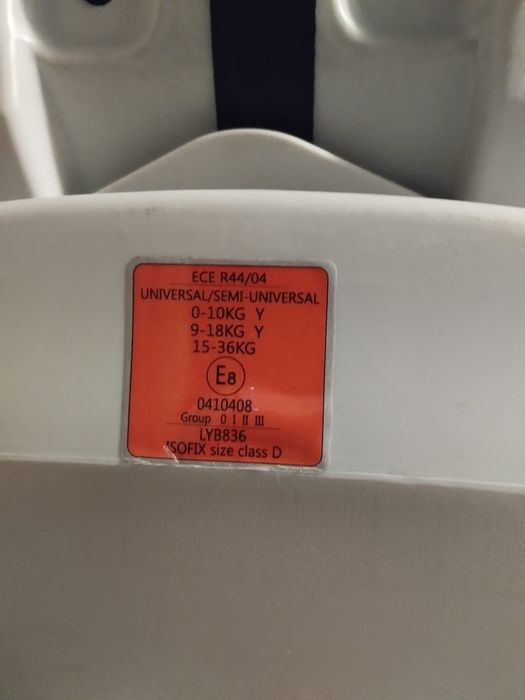 ECE R44/04
UNIVERSAL/SEMI-UNIVERSAL
0-10KG Y
9-18KG Y
15-36KG
E8
0410408
Group 0 I II III
LYB836
ISOFIX size class D